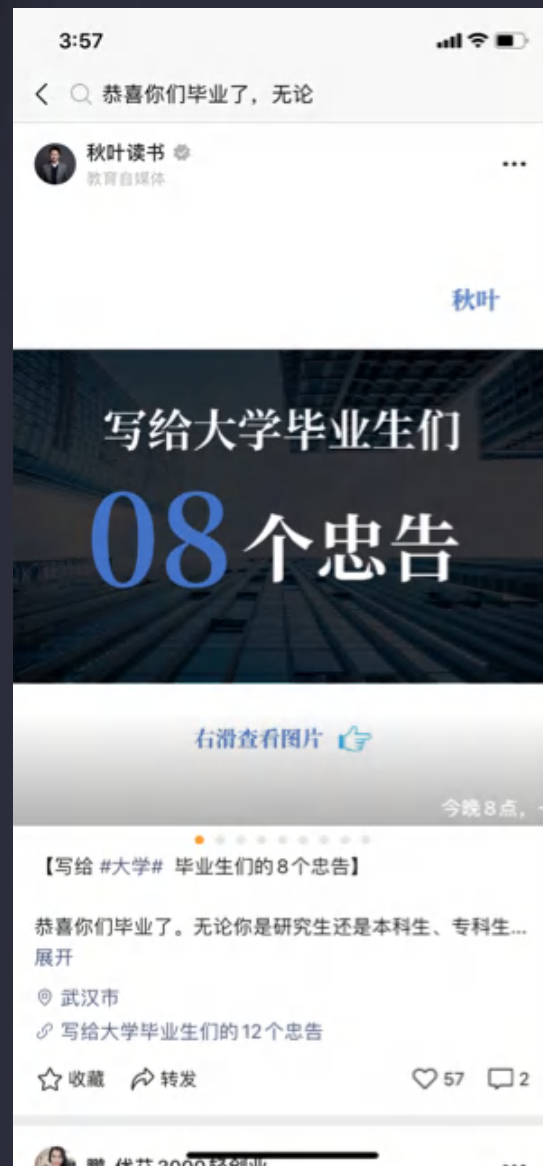 3:57
恭喜你们毕业了，无论
秋叶读书
教育自媒体
秋叶
写给大学毕业生们
08个忠告
右滑查看图片
今晚8点，
【写给 #大学# 毕业生们的8个忠告】
恭喜你们毕业了。无论你是研究生还是本科生、专科生...
展开
武汉市
写给大学毕业生们的12个忠告
收藏 转发 57 2